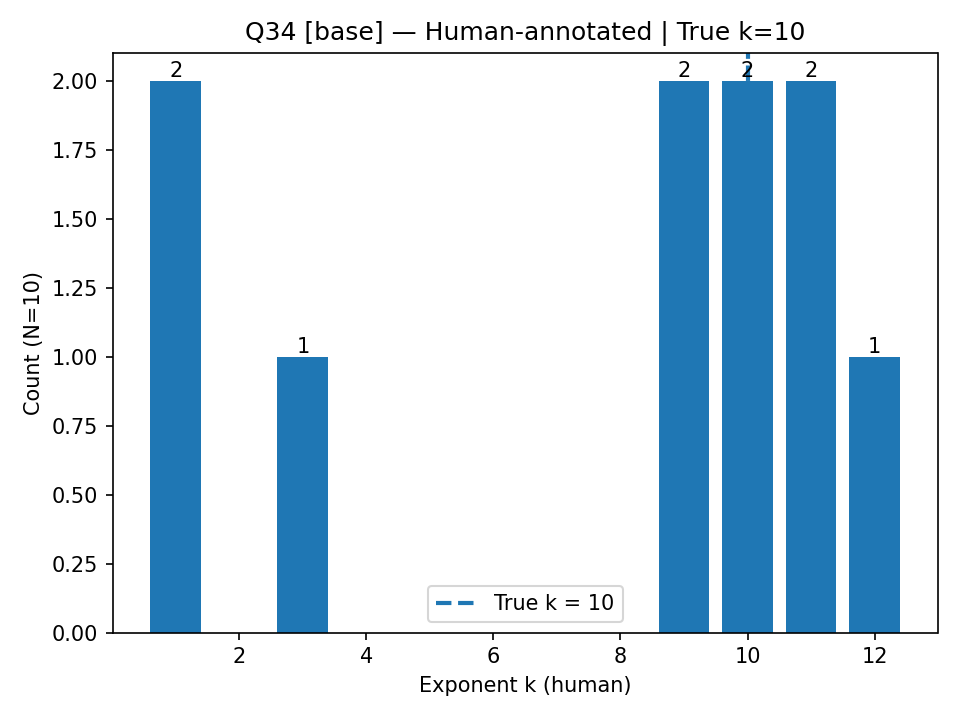 Q34 [base] — Human-annotated | True k=10
2 2 2 2
2.00
1.75
1.50
1.25
1 1
1.00
0.75
0.50
0.25
0.00
Count (N=10)
True k = 10
2 4 6 8 10 12
Exponent k (human)